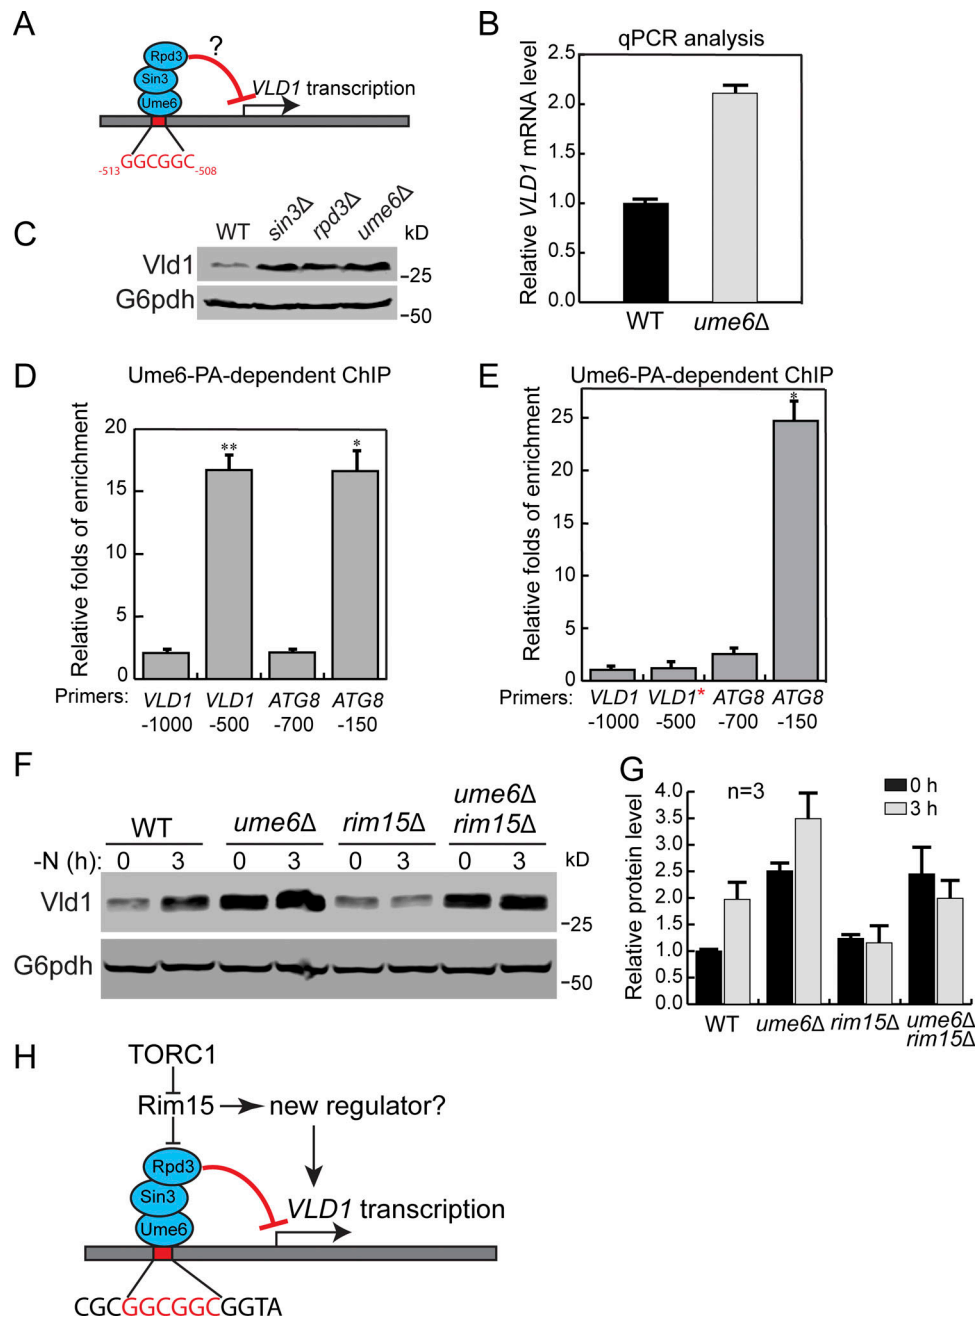 A
Rpd3
?
Sin3
VLD1 transcription
Ume6
-513GGCGGC-508
B
qPCR analysis
Relative VLD1 mRNA level
2.5
2.0
1.5
1.0
0.5
0.0
WT
ume6Δ
C
WT sin3Δ rpd3Δ ume6Δ kD
Vld1
-25
G6pdh
-50
D
Ume6-PA-dependent ChIP
Relative folds of enrichment
20
15
10
5
0
** *
Primers: VLD1 VLD1 ATG8 ATG8
-1000 -500 -700 -150
E
Ume6-PA-dependent ChIP
Relative folds of enrichment
25
20
15
10
5
0
*
Primers: VLD1 VLD1* ATG8 ATG8
-1000 -500 -700 -150
F
WT ume6Δ rim15Δ ume6Δ rim15Δ
-N (h): 0 3 0 3 0 3 0 3 kD
Vld1
-25
G6pdh
-50
G
n=3
0 h
3 h
Relative protein level
4.0
3.5
3.0
2.5
2.0
1.5
1.0
0.5
0.0
WT ume6Δ rim15Δ ume6Δ rim15Δ
H
TORC1
Rim15 new regulator?
Rpd3
Sin3
VLD1 transcription
Ume6
CGCGGCGGCGGTA